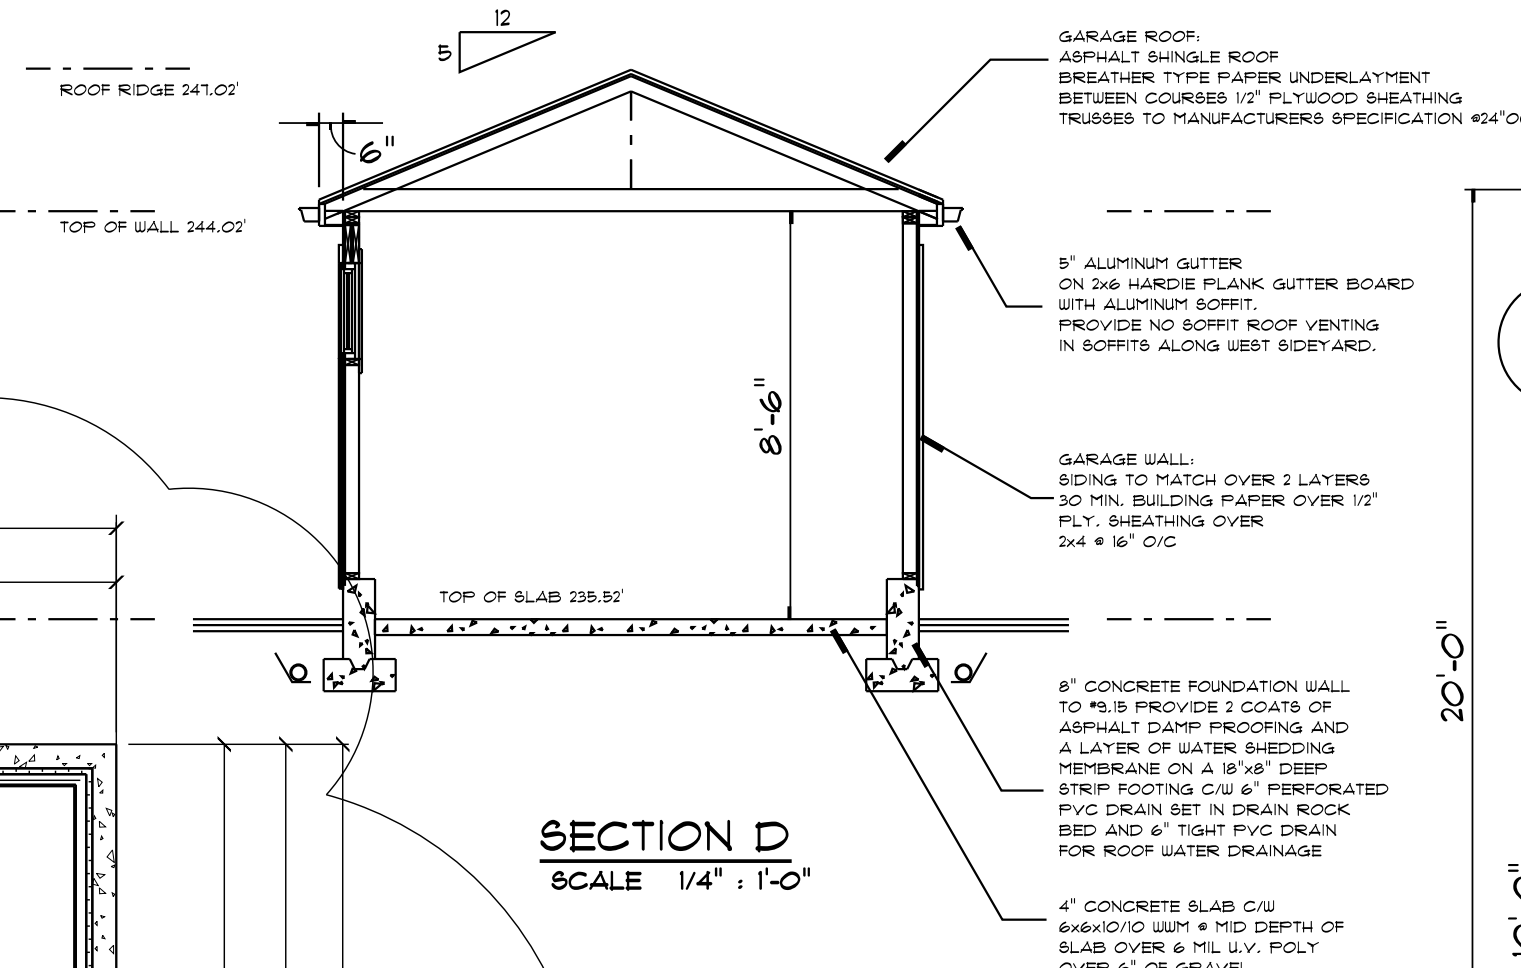 12
5
ROOF RIDGE 247.02'
6"
TOP OF WALL 244.02'
GARAGE ROOF:
ASPHALT SHINGLE ROOF
BREATHER TYPE PAPER UNDERLAYMENT
BETWEEN COURSES 1/2" PLYWOOD SHEATHING
TRUSSES TO MANUFACTURERS SPECIFICATION @24"O
5" ALUMINUM GUTTER
ON 2x6 HARDIE PLANK GUTTER BOARD
WITH ALUMINUM SOFFIT.
PROVIDE NO SOFFIT ROOF VENTING
IN SOFFITS ALONG WEST SIDEYARD.
8'-6"
GARAGE WALL:
SIDING TO MATCH OVER 2 LAYERS
30 MIN. BUILDING PAPER OVER 1/2"
PLY. SHEATHING OVER
2x4 @ 16" O/C
TOP OF SLAB 235.52'
20'-0"
8" CONCRETE FOUNDATION WALL
TO #9.15 PROVIDE 2 COATS OF
ASPHALT DAMP PROOFING AND
A LAYER OF WATER SHEDDING
MEMBRANE ON A 18"x8" DEEP
STRIP FOOTING C/W 6" PERFORATED
PVC DRAIN SET IN DRAIN ROCK
BED AND 6" TIGHT PVC DRAIN
FOR ROOF WATER DRAINAGE
SECTION D
SCALE 1/4" : 1'-0"
4" CONCRETE SLAB C/W
6x6x10/10 WWM @ MID DEPTH OF
SLAB OVER 6 MIL U.V. POLY
OVER 6" OF GRAVEL